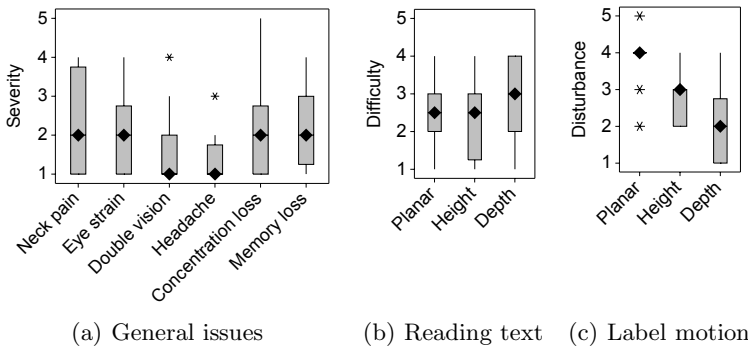 Severity
5
4
3
2
1
Neck pain
Eye strain
Double vision
Headache
Concentration loss
Memory loss
(a) General issues
Difficulty
5
4
3
2
1
Planar
Height
Depth
(b) Reading text
Disturbance
5
4
3
2
1
Planar
Height
Depth
(c) Label motion